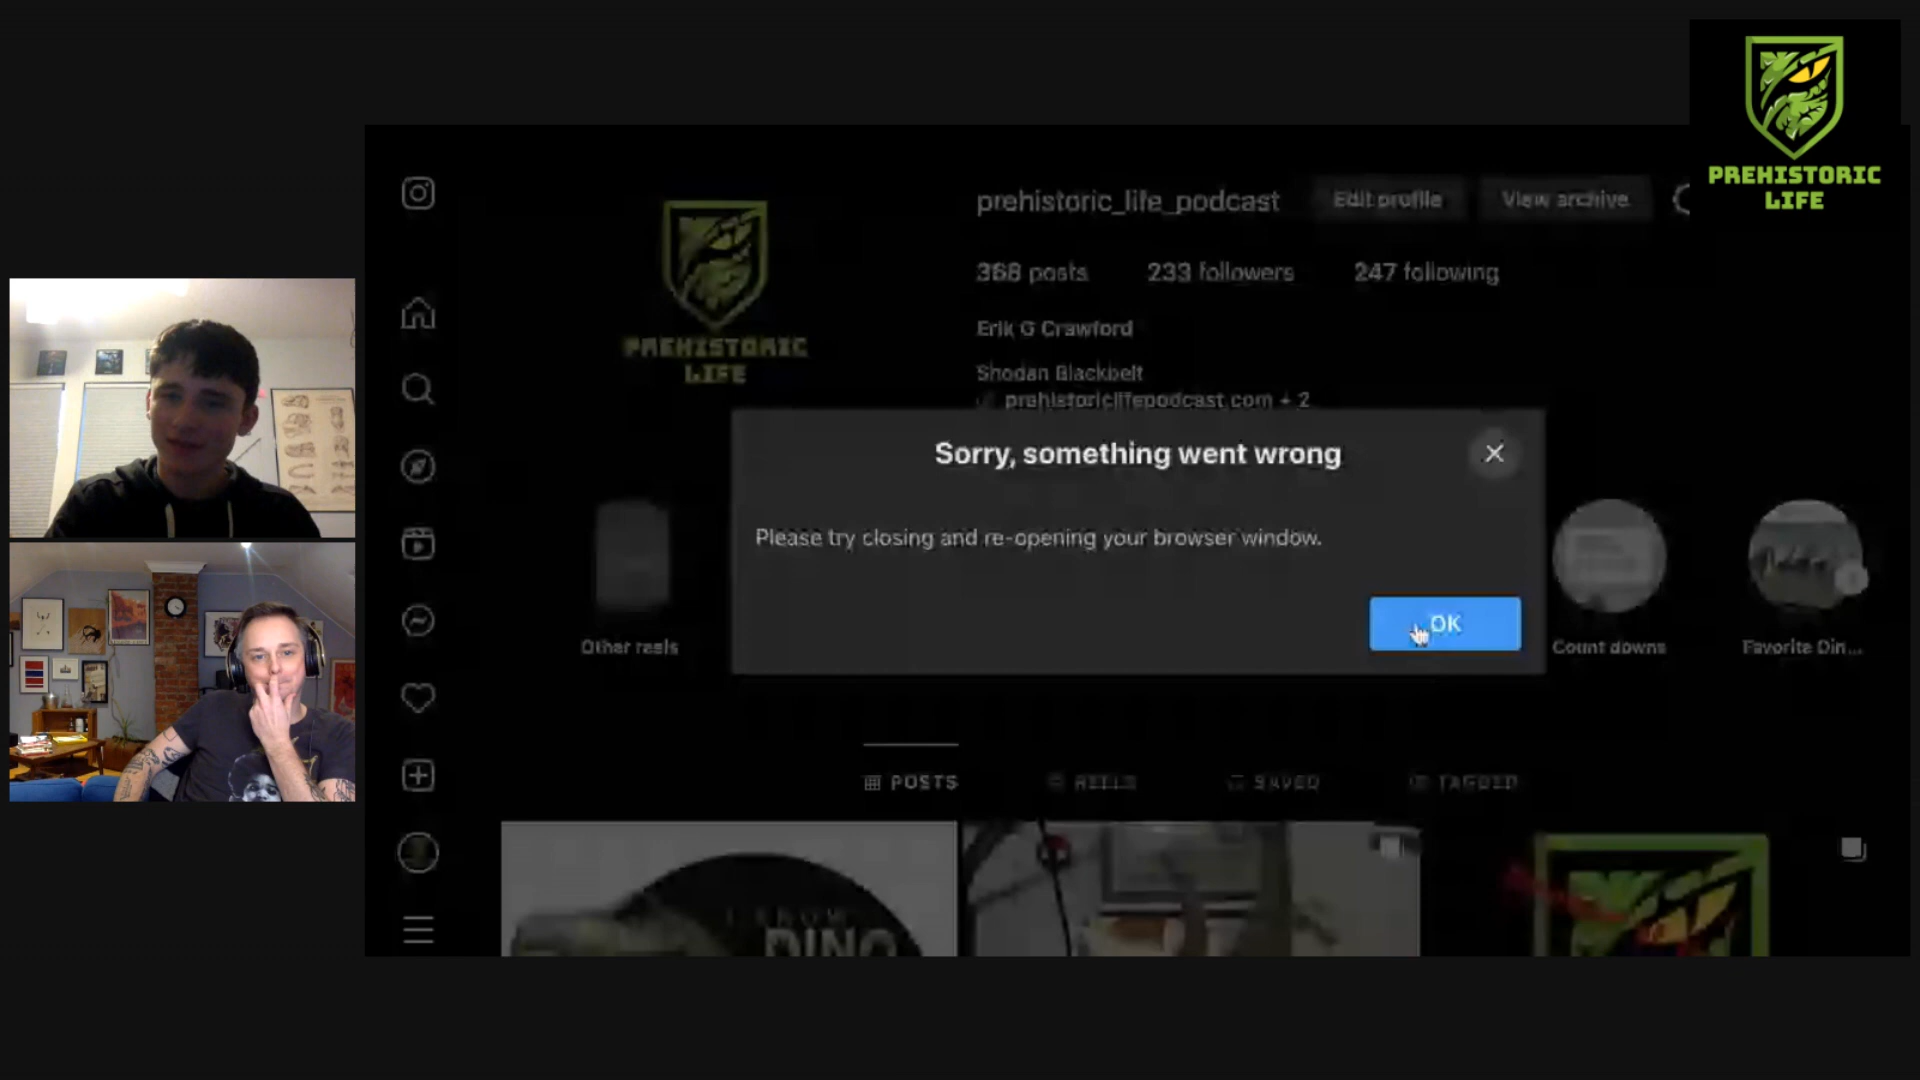 PREHISTORIC
LIFE
prehistoric_life_podcast
Edit profile
View archive
368 posts
233 followers
247 following
Erik G Crawford
Shodan Blackbelt
prehistoriclifepodcast.com + 2
PREHISTORIC
LIFE
Sorry, something went wrong
Please try closing and re-opening your browser window.
OK
Other reels
Count downs
Favorite Din...
POSTS
REELS
SAVED
TAGGED
I KNOW
DINO